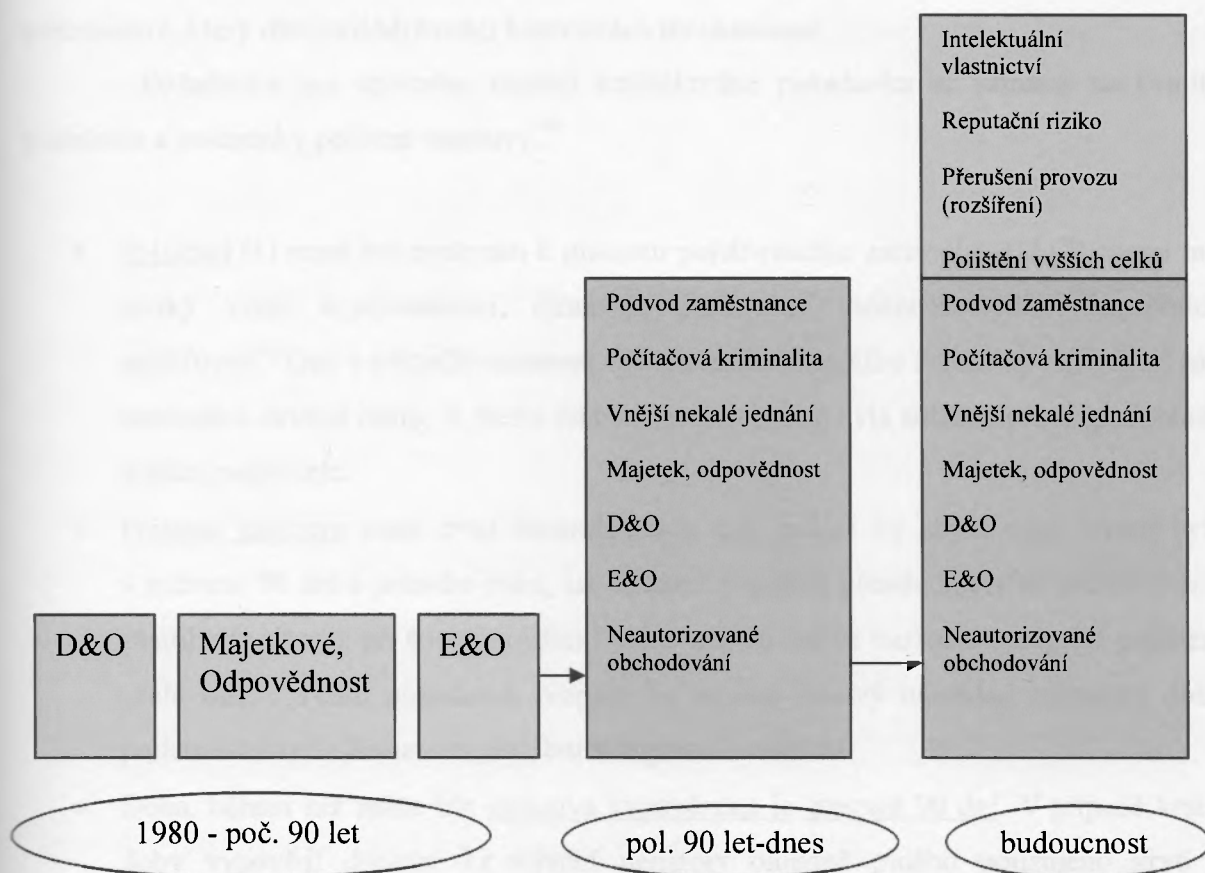 D&O
Majetkové,
Odpovědnost
E&O
Podvod zaměstnance
Počítačová kriminalita
Vnější nekalé jednání
Majetek, odpovědnost
D&O
E&O
Neautorizované
obchodování
Intelektuální
vlastnictví
Reputační riziko
Přerušení provozu
(rozšíření)
Pojištění vyšších celků
Podvod zaměstnance
Počítačová kriminalita
Vnější nekalé jednání
Majetek, odpovědnost
D&O
E&O
Neautorizované
obchodování
1980 - poč. 90 let
pol. 90 let-dnes
budoucnost